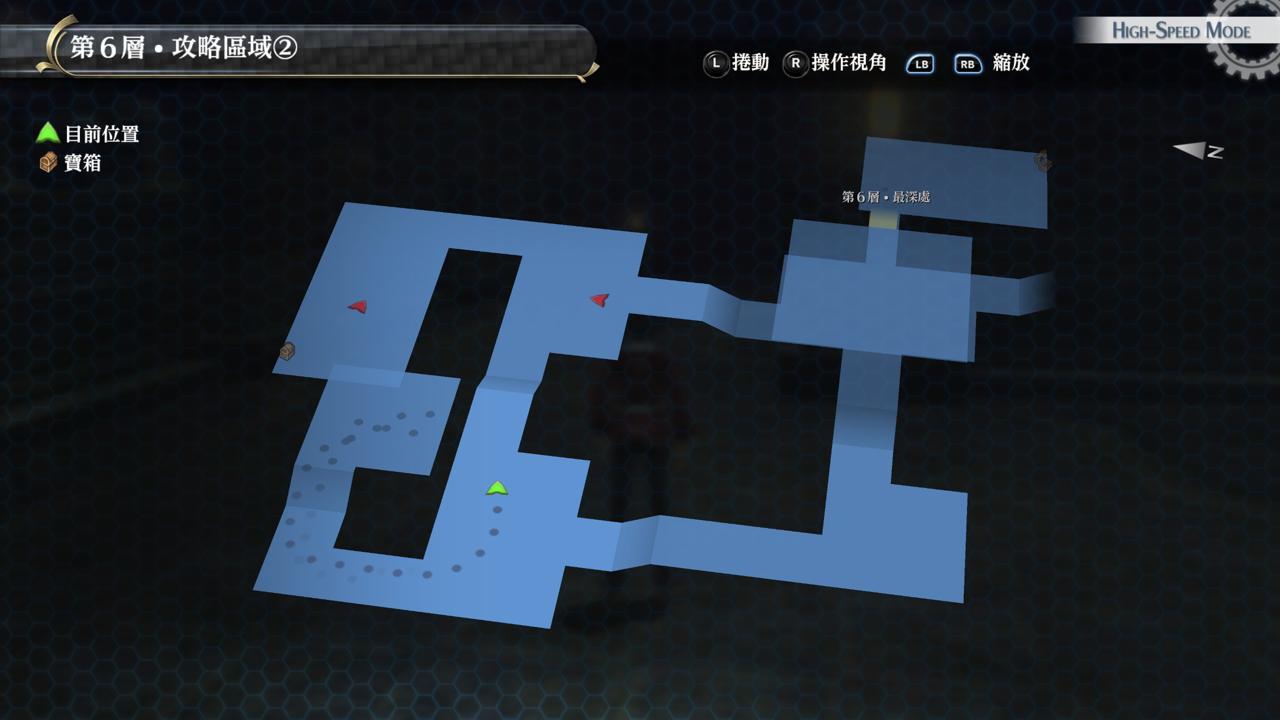 第６層・攻略區域②
HIGH-SPEED MODE
L 捲動 R 操作視角 LB RB 縮放
目前位置
寶箱
N
第６層・最深處